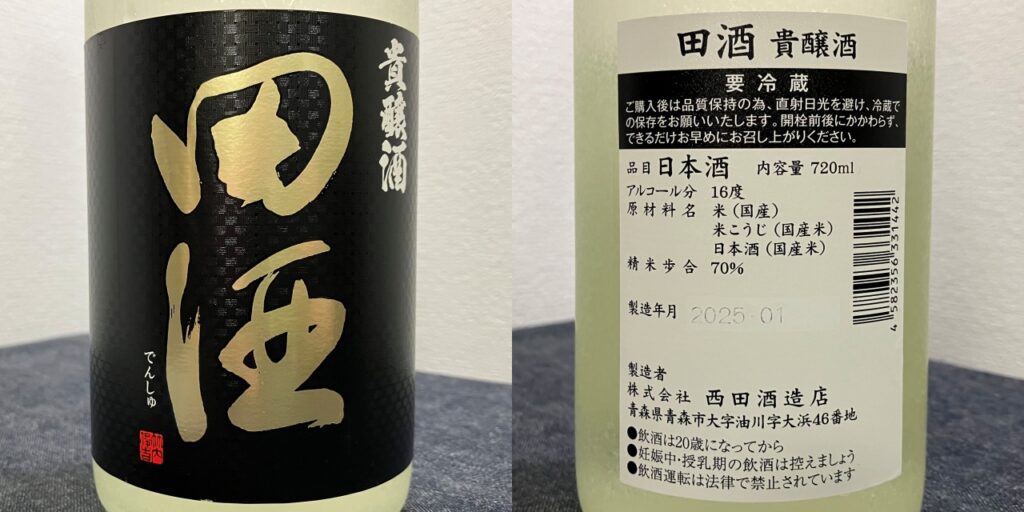 貴醸酒
田酒
でんしゅ
田酒 貴醸酒
要冷蔵
ご購入後は品質保持の為、直射日光を避け、冷蔵で
の保存をお願いいたします。開栓前後にかかわらず、
できるだけお早めにお召し上がりください。
品目 日本酒 内容量 720ml
アルコール分 16度
原材料名 米(国産)
米こうじ(国産米)
日本酒(国産米)
精米歩合 70%
製造年月 2025-01
4582356331442
製造者
株式会社 西田酒造店
青森県青森市大字油川字大浜46番地
●飲酒は20歳になってから
●妊娠中・授乳期の飲酒は控えましょう
●飲酒運転は法律で禁止されています